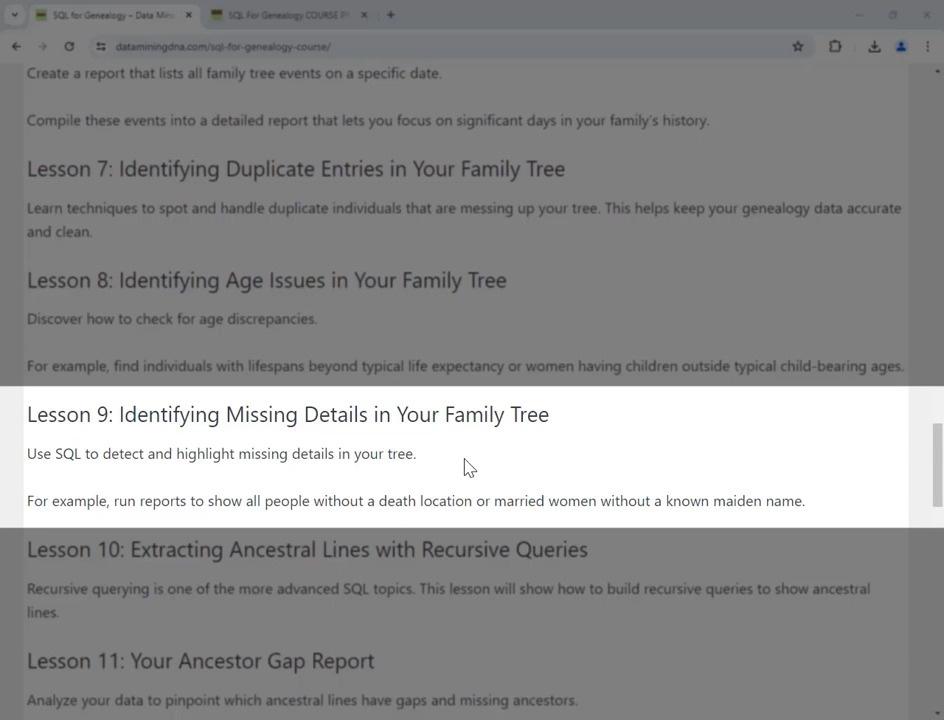 SQL for Genealogy – Data Min
SQL For Genealogy COURSE P
dataminingdna.com/sql-for-genealogy-course/
Create a report that lists all family tree events on a specific date.
Compile these events into a detailed report that lets you focus on significant days in your family's history.
Lesson 7: Identifying Duplicate Entries in Your Family Tree
Learn techniques to spot and handle duplicate individuals that are messing up your tree. This helps keep your genealogy data accurate
and clean.
Lesson 8: Identifying Age Issues in Your Family Tree
Discover how to check for age discrepancies.
For example, find individuals with lifespans beyond typical life expectancy or women having children outside typical child-bearing ages.
Lesson 9: Identifying Missing Details in Your Family Tree
Use SQL to detect and highlight missing details in your tree.
For example, run reports to show all people without a death location or married women without a known maiden name.
Lesson 10: Extracting Ancestral Lines with Recursive Queries
Recursive querying is one of the more advanced SQL topics. This lesson will show how to build recursive queries to show ancestral
lines.
Lesson 11: Your Ancestor Gap Report
Analyze your data to pinpoint which ancestral lines have gaps and missing ancestors.